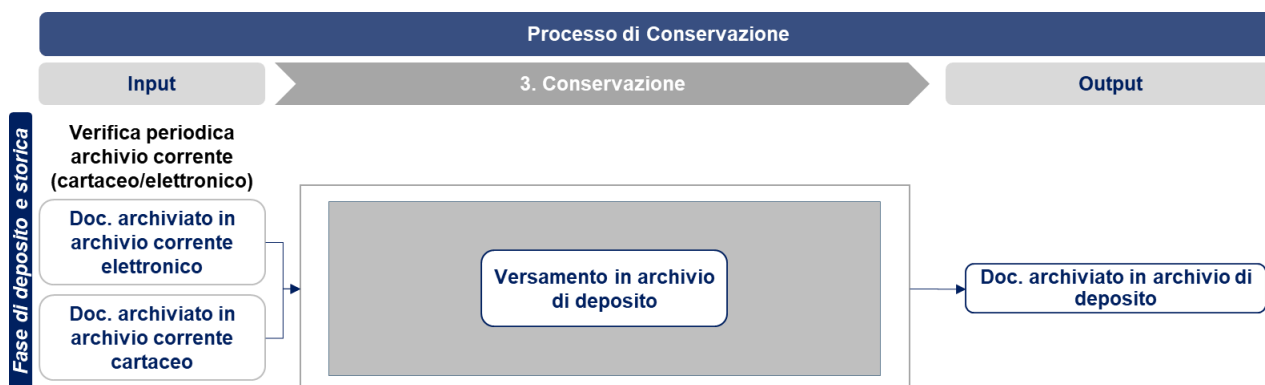 Processo di Conservazione
Input
3. Conservazione
Output
Fase di deposito e storica
Verifica periodica
archivio corrente
(cartaceo/elettronico)
Doc. archiviato in
archivio corrente
elettronico
Doc. archiviato in
archivio corrente
cartaceo
Versamento in archivio
di deposito
Doc. archiviato in archivio di
deposito